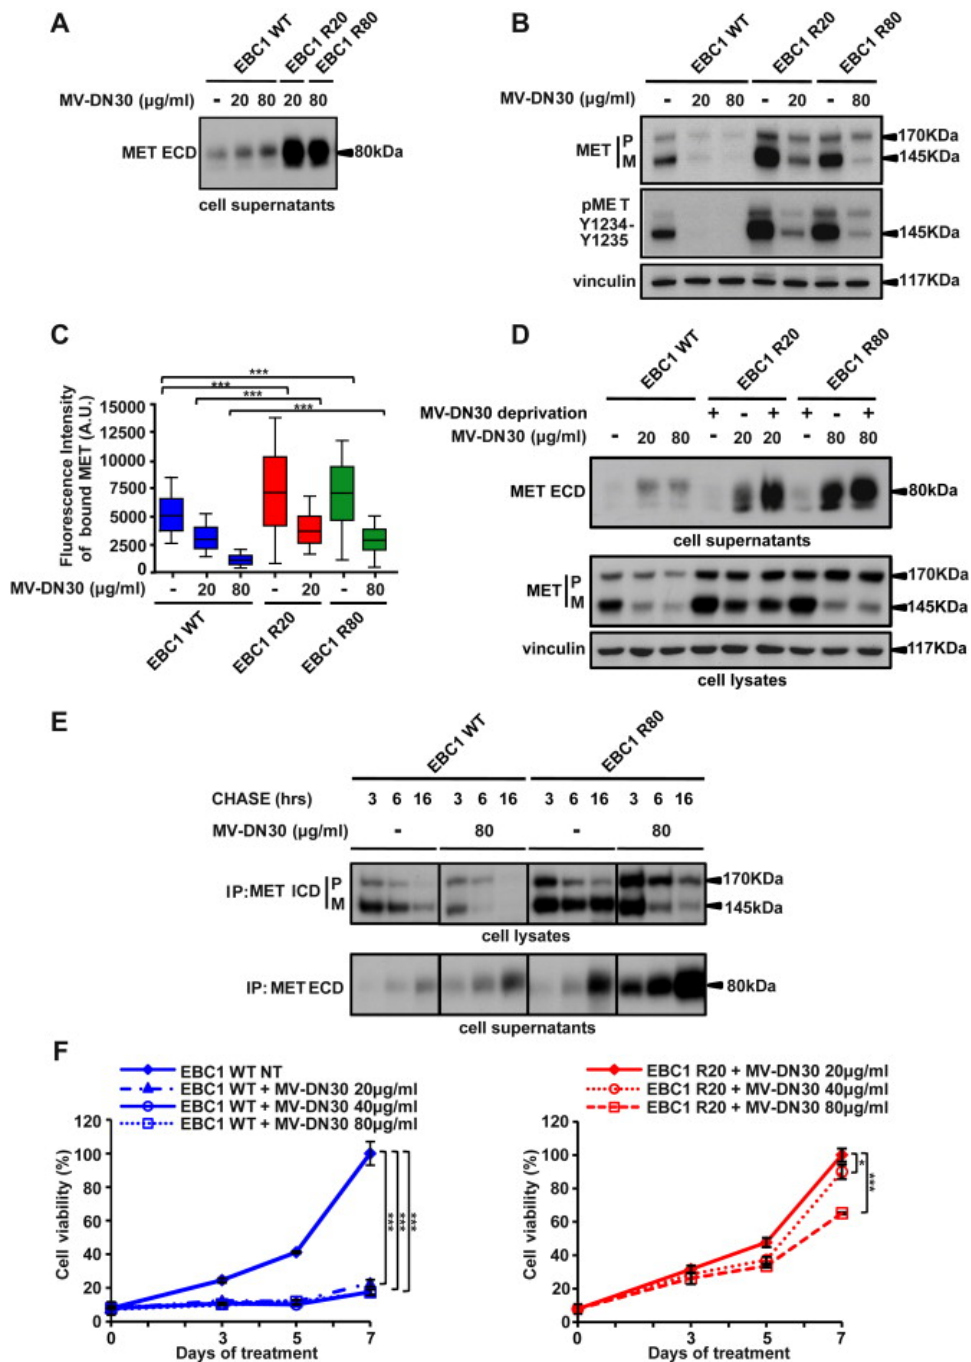 A
EBC1 WT
EBC1 R20
EBC1 R80
MV-DN30 (µg/ml) - 20 80 20 80
MET ECD
80kDa
cell supernatants
B
EBC1 WT
EBC1 R20
EBC1 R80
MV-DN30 (µg/ml) - 20 80 - 20 - 80
MET P M
170KDa
145KDa
pMET
Y1234-
Y1235
145KDa
vinculin
117KDa
C
Fluorescence Intensity
of bound MET (A.U.)
***
***
***
***
15000
12500
10000
7500
5000
2500
0
MV-DN30 (µg/ml) - 20 80 - 20 - 80
EBC1 WT
EBC1 R20
EBC1 R80
D
EBC1 WT
EBC1 R20
EBC1 R80
MV-DN30 deprivation + - + + - +
MV-DN30 (µg/ml) - 20 80 - 20 20 - 80 80
MET ECD
80kDa
cell supernatants
MET P M
170KDa
145KDa
vinculin
117KDa
cell lysates
E
EBC1 WT
EBC1 R80
CHASE (hrs) 3 6 16 3 6 16 3 6 16 3 6 16
MV-DN30 (µg/ml) - 80 - 80
IP:MET ICD P M
170KDa
145kDa
cell lysates
IP: MET ECD
80kDa
cell supernatants
F
EBC1 WT NT
EBC1 WT + MV-DN30 20µg/ml
EBC1 WT + MV-DN30 40µg/ml
EBC1 WT + MV-DN30 80µg/ml
Cell viability (%)
120
100
80
60
40
20
0
***
***
***
0 3 5 7
Days of treatment
EBC1 R20 + MV-DN30 20µg/ml
EBC1 R20 + MV-DN30 40µg/ml
EBC1 R20 + MV-DN30 80µg/ml
Cell viability (%)
120
100
80
60
40
20
0
*
***
0 3 5 7
Days of treatment